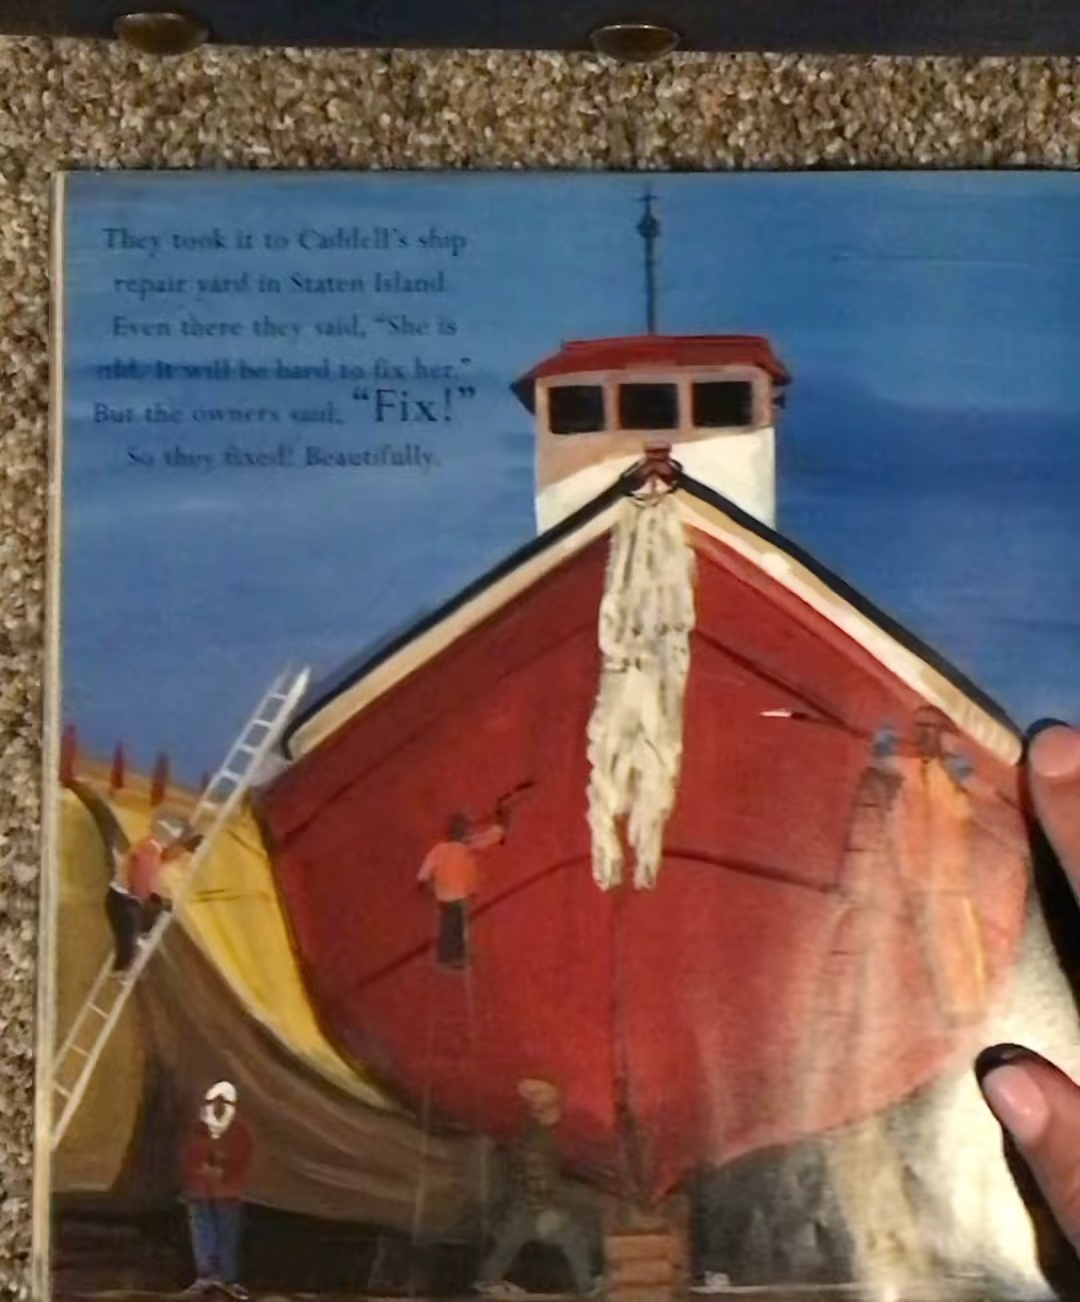 They took it to Caddell's ship
repair yard in Staten Island.
Even there they said, "She is
old. It will be hard to fix her."
But the owners said, "Fix!"
So they fixed! Beautifully.